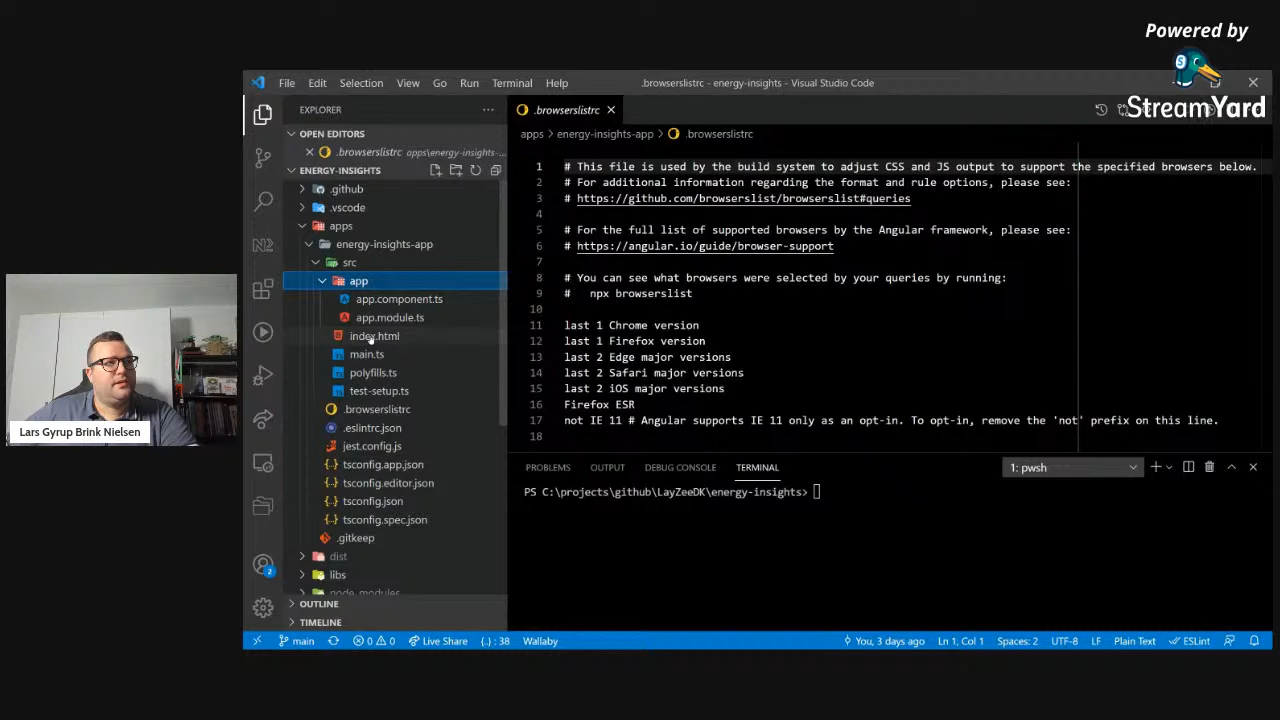 Powered by
StreamYard
File Edit Selection View Go Run Terminal Help
.browserslistrc - energy-insights - Visual Studio Code
EXPLORER
OPEN EDITORS
.browserslistrc apps\energy-insights-...
ENERGY-INSIGHTS
.github
.vscode
apps
energy-insights-app
src
app
app.component.ts
app.module.ts
index.html
main.ts
polyfills.ts
test-setup.ts
.browserslistrc
.eslintrc.json
jest.config.js
tsconfig.app.json
tsconfig.editor.json
tsconfig.json
tsconfig.spec.json
.gitkeep
dist
libs
node_modules
OUTLINE
TIMELINE
.browserslistrc
apps > energy-insights-app > .browserslistrc
1 # This file is used by the build system to adjust CSS and JS output to support the specified browsers below.
2 # For additional information regarding the format and rule options, please see:
3 # https://github.com/browserslist/browserslist#queries
4
5 # For the full list of supported browsers by the Angular framework, please see:
6 # https://angular.io/guide/browser-support
7
8 # You can see what browsers were selected by your queries by running:
9 #   npx browserslist
10
11 last 1 Chrome version
12 last 1 Firefox version
13 last 2 Edge major versions
14 last 2 Safari major versions
15 last 2 iOS major versions
16 Firefox ESR
17 not IE 11 # Angular supports IE 11 only as an opt-in. To opt-in, remove the 'not' prefix on this line.
18
PROBLEMS OUTPUT DEBUG CONSOLE TERMINAL 1: pwsh
PS C:\projects\github\LayZeeDK\energy-insights>
Lars Gyrup Brink Nielsen
2
main 0 0 Live Share {..} : 38 Wallaby You, 3 days ago Ln 1, Col 1 Spaces: 2 UTF-8 LF Plain Text ESLint